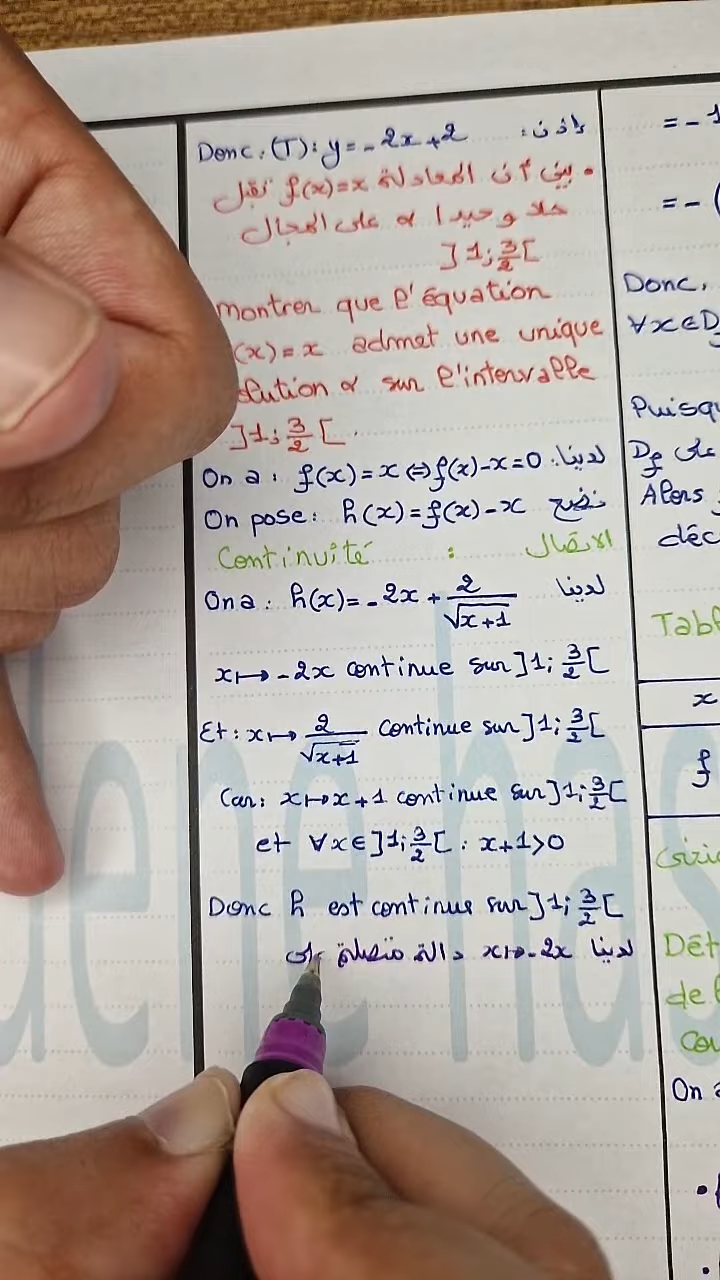 Donc.(T): y = -2x+2 إذن:
• بين أن المعادلة f(x)=x تقبل
حلا وحيدا α على المجال
]1;3/2[
montrer que l'équation
(x) = x admet une unique
lution α sur l'intervalle
]1;3/2[.
On a: f(x) = x ⇔ f(x)-x=0 لدينا:
On pose: h(x) = f(x) - x نضع
Continuité : الاتصال
On a: h(x) = -2x + 2/√(x+1) لدينا
x ↦ -2x continue sur ]1;3/2[
Et: x ↦ 2/√(x+1) continue sur ]1;3/2[
Car: x ↦ x+1 continue sur ]1;3/2[
et ∀x∈]1;3/2[ : x+1>0
Donc h est continue sur ]1;3/2[
لدينا x ↦ -2x دالة متصلة على
= -1
= - (
Donc,
∀x∈D
Puisq
Df على
Alors
déc
Tab
x
f
Dét
de l
Cou
On a